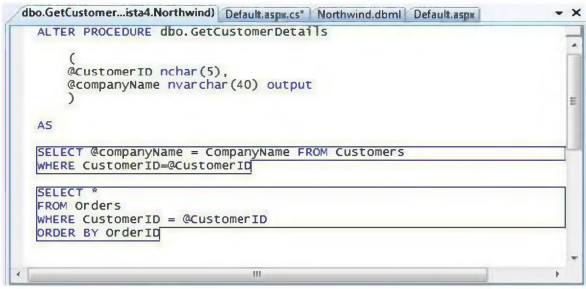 dbo.GetCustomer...ista4.Northwind) Default.aspx.cs* Northwind.dbml Default.aspx
ALTER PROCEDURE dbo.GetCustomerDetails
(
@CustomerID nchar(5),
@companyName nvarchar(40) output
)
AS
SELECT @companyName = CompanyName FROM Customers
WHERE CustomerID=@CustomerID
SELECT *
FROM Orders
WHERE CustomerID = @CustomerID
ORDER BY OrderID